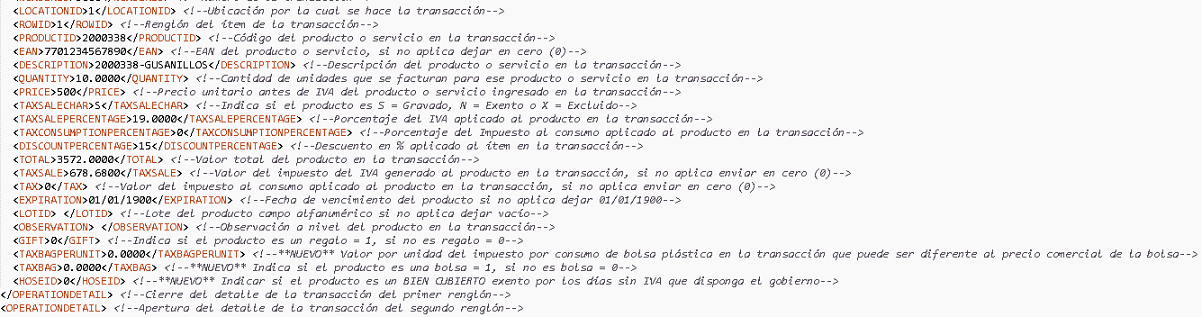 <LOCATIONID>1</LOCATIONID> <!--Ubicación por la cual se hace la transacción-->
<ROWID>1</ROWID> <!--Renglón del ítem de la transacción-->
<PRODUCTID>2000338</PRODUCTID> <!--Código del producto o servicio en la transacción-->
<EAN>7701234567890</EAN> <!--EAN del producto o servicio, si no aplica dejar en cero (0)-->
<DESCRIPTION>2000338-GUSANILLOS</DESCRIPTION> <!--Descripción del producto o servicio en la transacción-->
<QUANTITY>10.0000</QUANTITY> <!--Cantidad de unidades que se facturan para ese producto o servicio en la transacción-->
<PRICE>500</PRICE> <!--Precio unitario antes de IVA del producto o servicio ingresado en la transacción-->
<TAXSALECHAR>S</TAXSALECHAR> <!--Indica si el producto es S = Gravado, N = Exento o X = Excluido-->
<TAXSALEPERCENTAGE>19.0000</TAXSALEPERCENTAGE> <!--Porcentaje del IVA aplicado al producto en la transacción-->
<TAXCONSUMPTIONPERCENTAGE>0</TAXCONSUMPTIONPERCENTAGE> <!--Porcentaje del Impuesto al consumo aplicado al producto en la transacción-->
<DISCOUNTPERCENTAGE>15</DISCOUNTPERCENTAGE> <!--Descuento en % aplicado al ítem en la transacción-->
<TOTAL>3572.0000</TOTAL> <!--Valor total del producto en la transacción-->
<TAXSALE>678.6800</TAXSALE> <!--Valor del impuesto del IVA generado al producto en la transacción, si no aplica enviar en cero (0)-->
<TAX>0</TAX> <!--Valor del impuesto al consumo aplicado al producto en la transacción, si no aplica enviar en cero (0)-->
<EXPIRATION>01/01/1900</EXPIRATION> <!--Fecha de vencimiento del producto si no aplica dejar 01/01/1900-->
<LOTID> </LOTID> <!--Lote del producto campo alfanumérico si no aplica dejar vacío-->
<OBSERVATION> </OBSERVATION> <!--Observación a nivel del producto en la transacción-->
<GIFT>0</GIFT> <!--Indica si el producto es un regalo = 1, si no es regalo = 0-->
<TAXBAGPERUNIT>0.0000</TAXBAGPERUNIT> <!--**NUEVO** Valor por unidad del impuesto por consumo de bolsa plástica en la transacción que puede ser diferente al precio comercial de la bolsa-->
<TAXBAG>0.0000</TAXBAG> <!--**NUEVO** Indica si el producto es una bolsa = 1, si no es bolsa = 0-->
<HOSEID>0</HOSEID> <!--**NUEVO** Indicar si el producto es un BIEN CUBIERTO exento por los días sin IVA que disponga el gobierno-->
</OPERATIONDETAIL> <!--Cierre del detalle de la transacción del primer renglón-->
<OPERATIONDETAIL> <!--Apertura del detalle de la transacción del segundo renglón-->